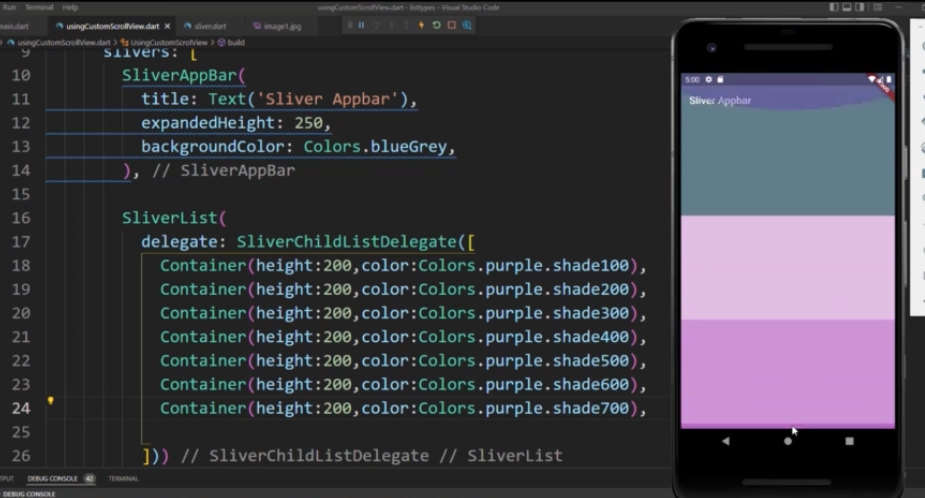 Run Terminal Help
usingCustomScrollView.dart - listtypes - Visual Studio Code
main.dart usingCustomScrollView.dart × sliver.dart image1.jpg
usingCustomScrollView.dart > UsingCustomScrolView > build
9 slivers: [
10 SliverAppBar(
11 title: Text('Sliver Appbar'),
12 expandedHeight: 250,
13 backgroundColor: Colors.blueGrey,
14 ), // SliverAppBar
15
16 SliverList(
17 delegate: SliverChildListDelegate([
18 Container(height:200,color:Colors.purple.shade100),
19 Container(height:200,color:Colors.purple.shade200),
20 Container(height:200,color:Colors.purple.shade300),
21 Container(height:200,color:Colors.purple.shade400),
22 Container(height:200,color:Colors.purple.shade500),
23 Container(height:200,color:Colors.purple.shade600),
24 Container(height:200,color:Colors.purple.shade700),
25
26 ])) // SliverChildListDelegate // SliverList
TPUT DEBUG CONSOLE 42 TERMINAL
DEBUG CONSOLE
5:00
Sliver Appbar